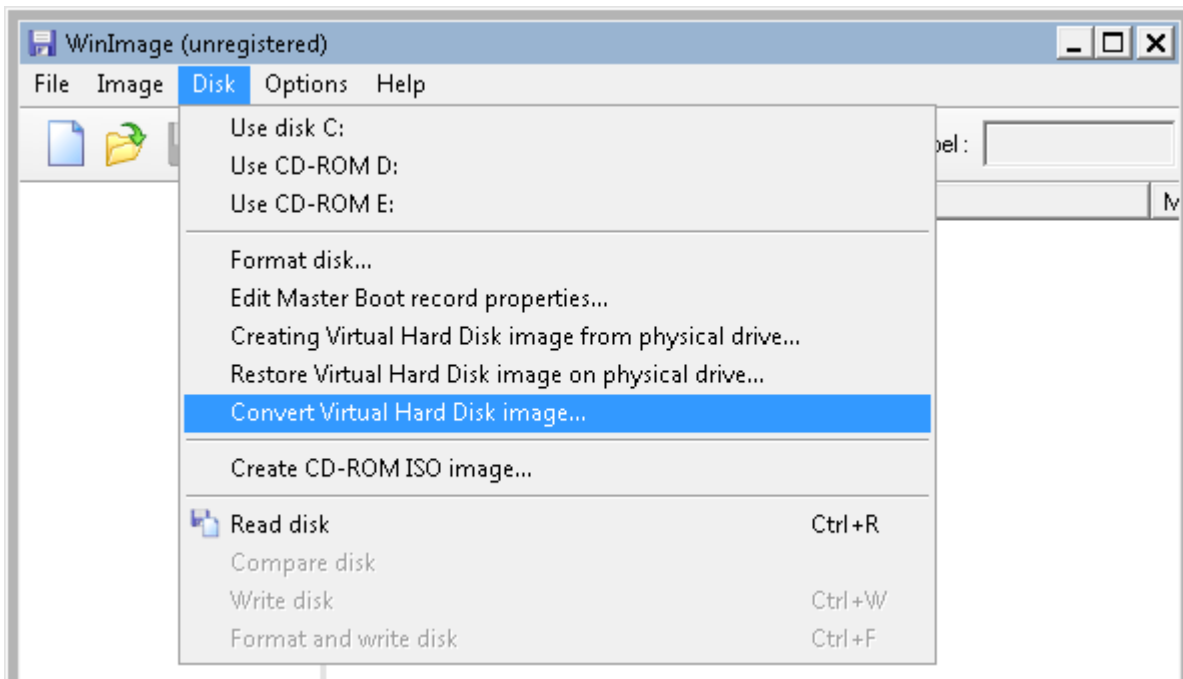 WinImage (unregistered)
File Image Disk Options Help
Use disk C:
Use CD-ROM D:
Use CD-ROM E:
Format disk...
Edit Master Boot record properties...
Creating Virtual Hard Disk image from physical drive...
Restore Virtual Hard Disk image on physical drive...
Convert Virtual Hard Disk image...
Create CD-ROM ISO image...
Read disk Ctrl+R
Compare disk
Write disk Ctrl+W
Format and write disk Ctrl+F